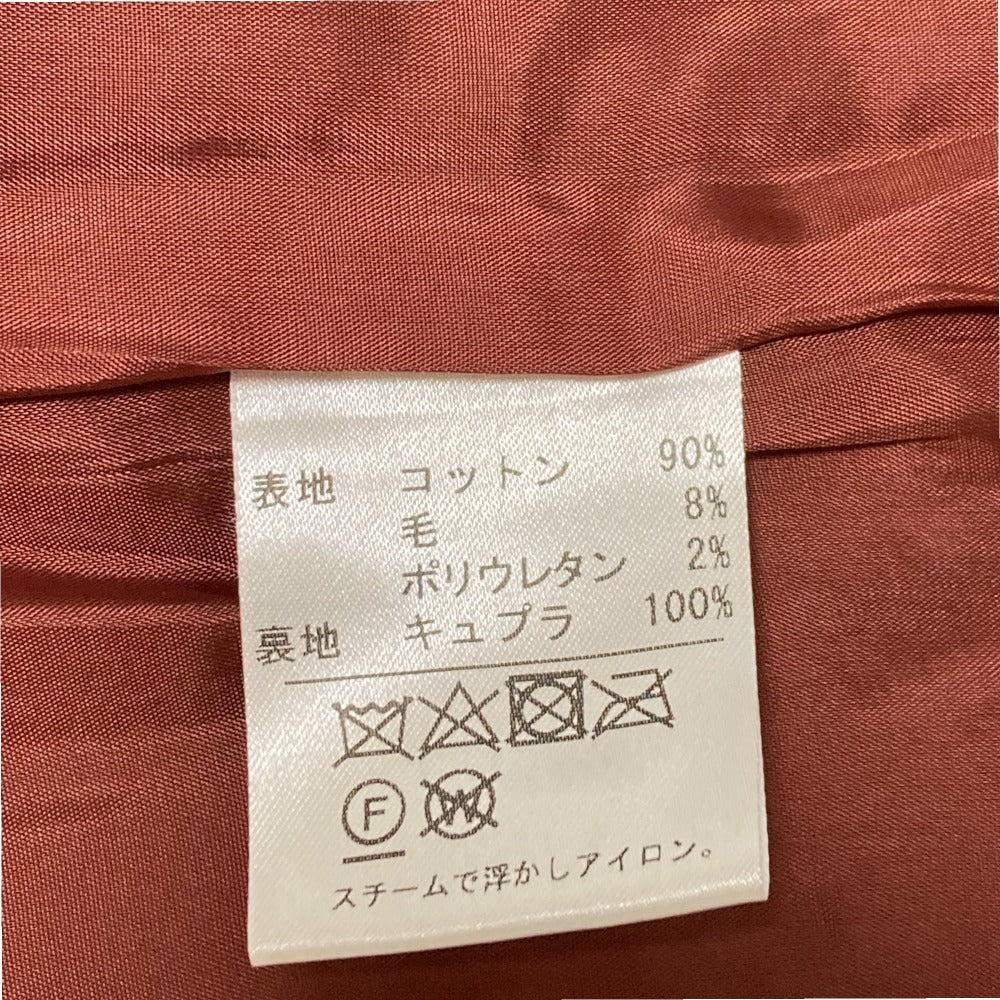 表地 コットン 90%
毛 8%
ポリウレタン 2%
裏地 キュプラ 100%
F W
スチームで浮かしアイロン。